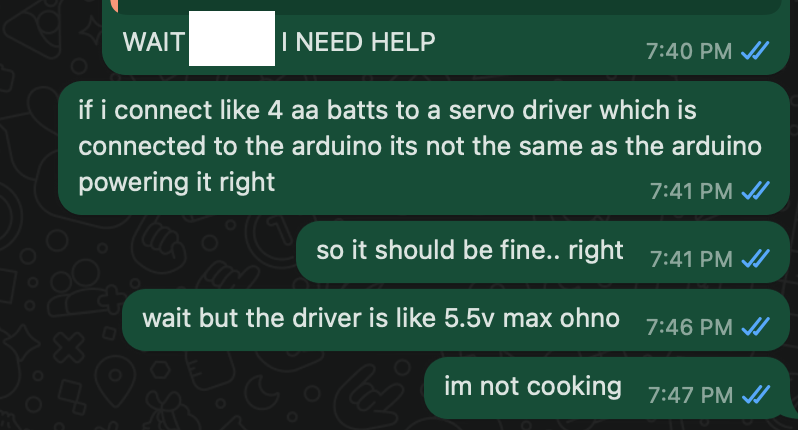 WAIT I NEED HELP
7:40 PM
if i connect like 4 aa batts to a servo driver which is
connected to the arduino its not the same as the arduino
powering it right
7:41 PM
so it should be fine.. right
7:41 PM
wait but the driver is like 5.5v max ohno
7:46 PM
im not cooking
7:47 PM